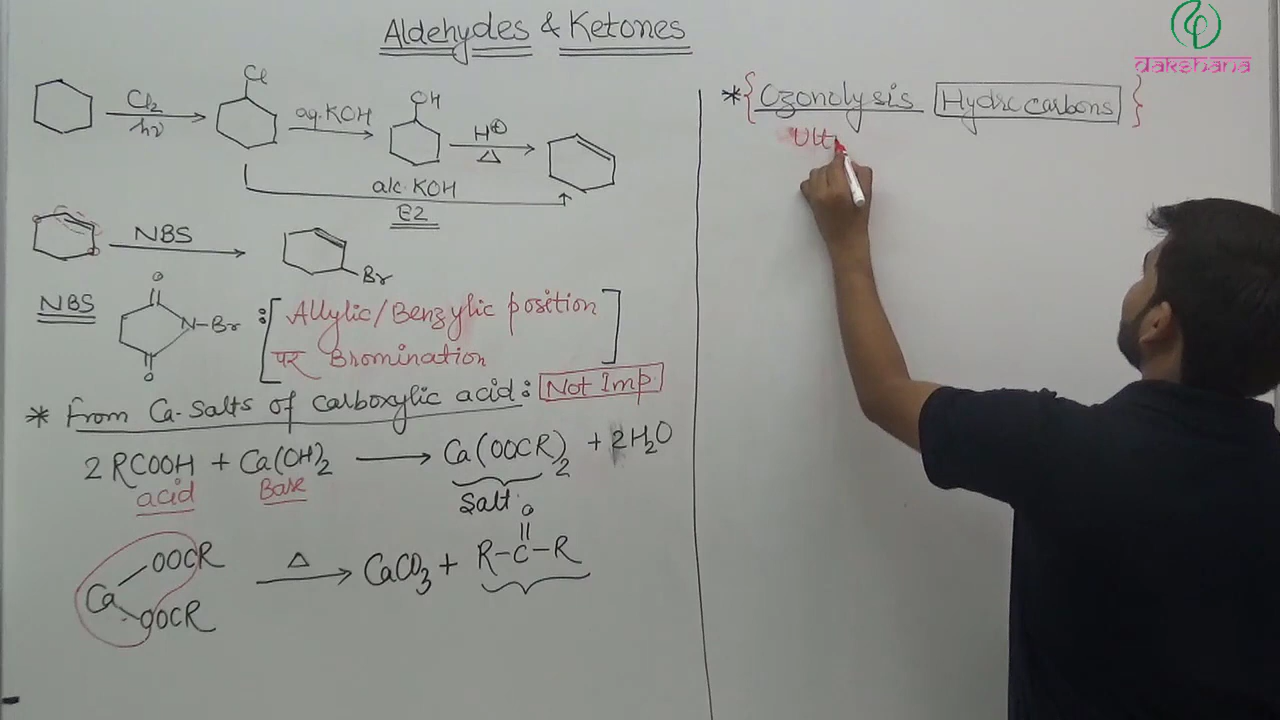 Aldehydes & Ketones
dakshana
Cl
Cl₂
hν
aq. KOH
OH
H⊕
Δ
alc. KOH
E2
NBS
Br
NBS
O
N-Br
O
: [Allylic/Benzylic position
पर Bromination]
* From Ca-Salts of carboxylic acid: Not Imp.
2 RCOOH + Ca(OH)₂ → Ca(OOCR)₂ + 2H₂O
acid Base Salt
O
Ca OOCR OOCR Δ → CaCO₃ + R-C-R
* {Ozonolysis Hydrocarbons}
Ult